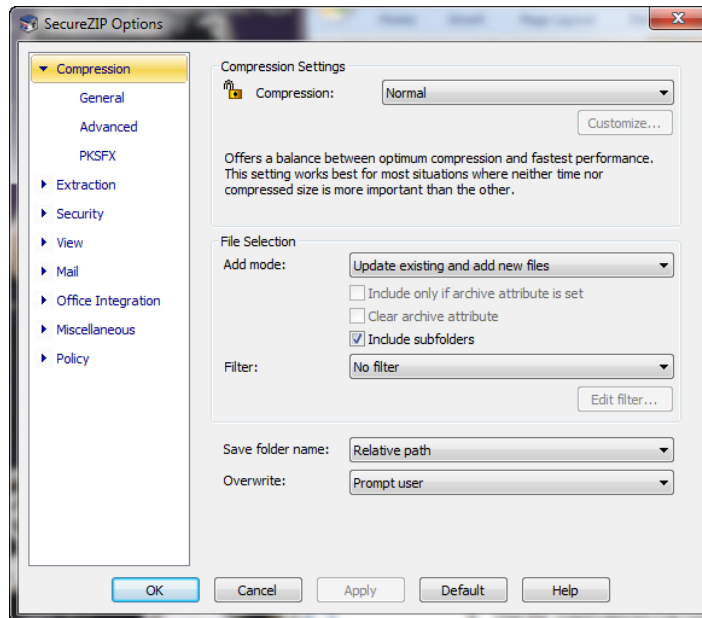 SecureZIP Options
Compression
General
Advanced
PKSFX
Extraction
Security
View
Mail
Office Integration
Miscellaneous
Policy
Compression Settings
Compression: Normal
Customize...
Offers a balance between optimum compression and fastest performance.
This setting works best for most situations where neither time nor
compressed size is more important than the other.
File Selection
Add mode: Update existing and add new files
Include only if archive attribute is set
Clear archive attribute
Include subfolders
Filter: No filter
Edit filter...
Save folder name: Relative path
Overwrite: Prompt user
OK Cancel Apply Default Help